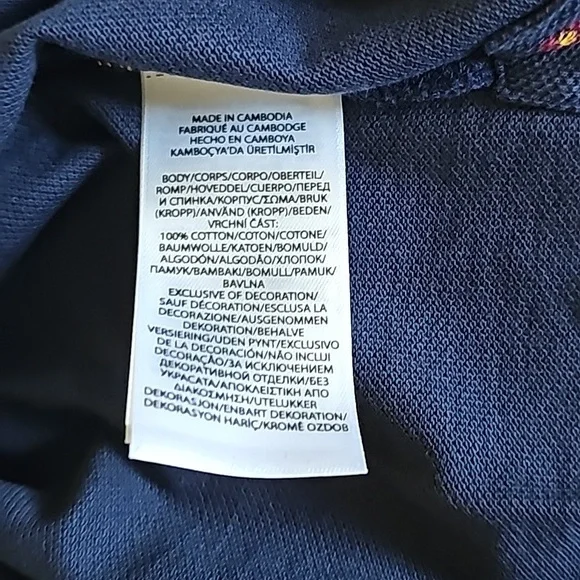 MADE IN CAMBODIA
FABRIQUÉ AU CAMBODGE
HECHO EN CAMBOYA
KAMBOÇYA'DA ÜRETİLMİŞTİR
BODY/CORPS/CORPO/OBERTEIL/
ROMP/HOVEDDEL/CUERPO/ПЕРЕД
И СПИНКА/КОРПУС/ΣΩΜΑ/BRUK
(KROPP)/ANVÄND (KROPP)/BEDEN/
VRCHNÍ ČÁST:
100% COTTON/COTON/COTONE/
BAUMWOLLE/KATOEN/BOMULD/
ALGODÓN/ALGODÃO/ХЛОПОК/
ПАМУК/BAMBAKI/BOMULL/PAMUK/
BAVLNA
EXCLUSIVE OF DECORATION/
SAUF DÉCORATION/ESCLUSA LA
DECORAZIONE/AUSGENOMMEN
DEKORATION/BEHALVE
VERSIERING/UDEN PYNT/EXCLUSIVO
DE LA DECORACIÓN/NÃO INCLUI
DECORAÇÃO/ЗА ИСКЛЮЧЕНИЕМ
ДЕКОРАТИВНОЙ ОТДЕЛКИ/БЕЗ
УКРАСАТА/ΑΠΟΚΛΕΙΣΤΙΚΗ ΑΠΟ
ΔΙΑΚΟΣΜΗΣΗ/UTELUKKER
DEKORASJON/ENBART DEKORATION/
DEKORASYON HARİÇ/KROMĚ OZDOB